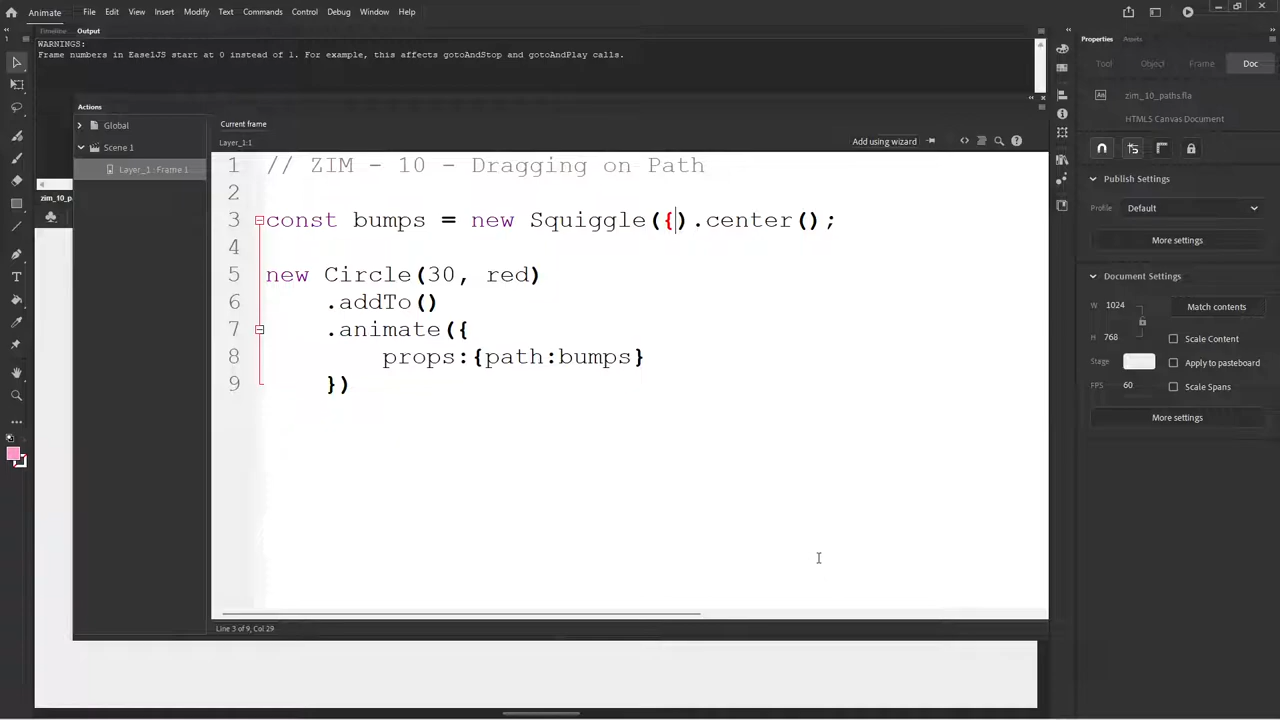 Animate
File Edit View Insert Modify Text Commands Control Debug Window Help
Timeline Output
WARNINGS:
Frame numbers in EaselJS start at 0 instead of 1. For example, this affects gotoAndStop and gotoAndPlay calls.
Actions
Global
Scene 1
Layer_1 : Frame 1
zim_10_p
Current frame
Layer_1:1
Add using wizard
1 // ZIM - 10 - Dragging on Path
2
3 const bumps = new Squiggle({).center();
4
5 new Circle(30, red)
6 .addTo()
7 .animate({
8 props:{path:bumps}
9 })
Line 3 of 9, Col 29
Properties Assets
Tool Object Frame Doc
zim_10_paths.fla
HTML5 Canvas Document
Publish Settings
Profile Default
More settings
Document Settings
W 1024 Match contents
H 768 Scale Content
Stage Apply to pasteboard
FPS 60 Scale Spans
More settings